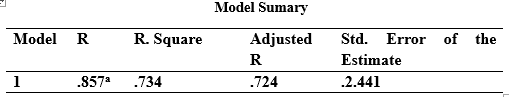 Model Sumary
Model R R. Square Adjusted R Std. Error of the Estimate
1 .857ᵃ .734 .724 .2.441